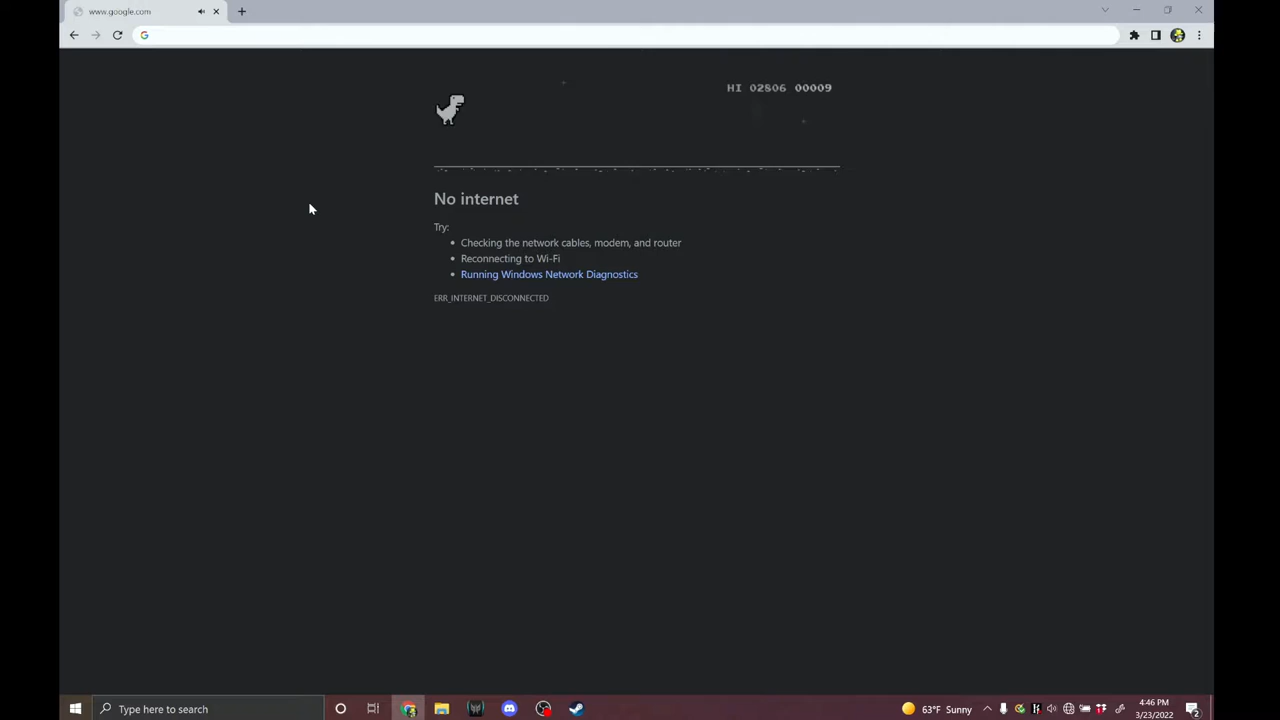 www.google.com
HI 02806 00009
No internet
Try:
Checking the network cables, modem, and router
Reconnecting to Wi-Fi
Running Windows Network Diagnostics
ERR_INTERNET_DISCONNECTED
Type here to search
63°F Sunny
4:46 PM
3/23/2022
2